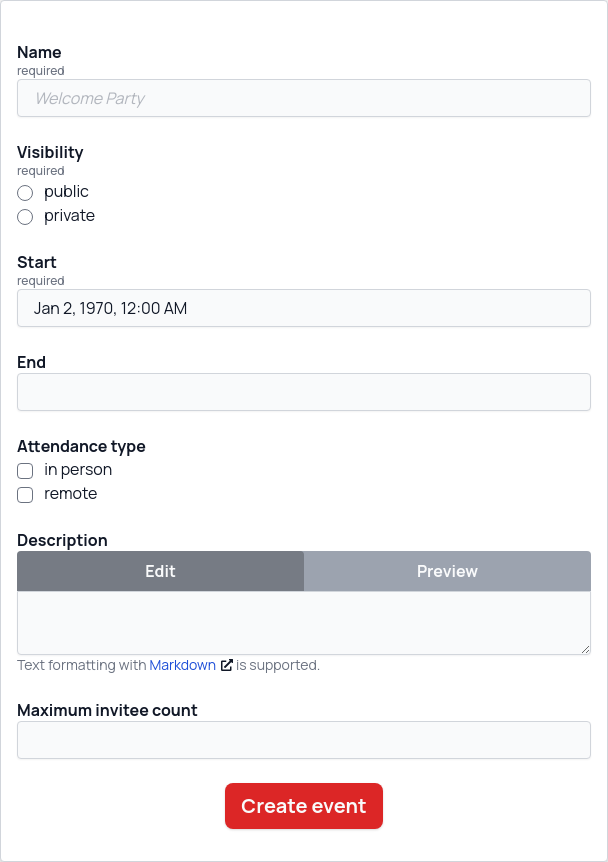 Name
required
Welcome Party
Visibility
required
public
private
Start
required
Jan 2, 1970, 12:00 AM
End
Attendance type
in person
remote
Description
Edit Preview
Text formatting with Markdown is supported.
Maximum invitee count
Create event